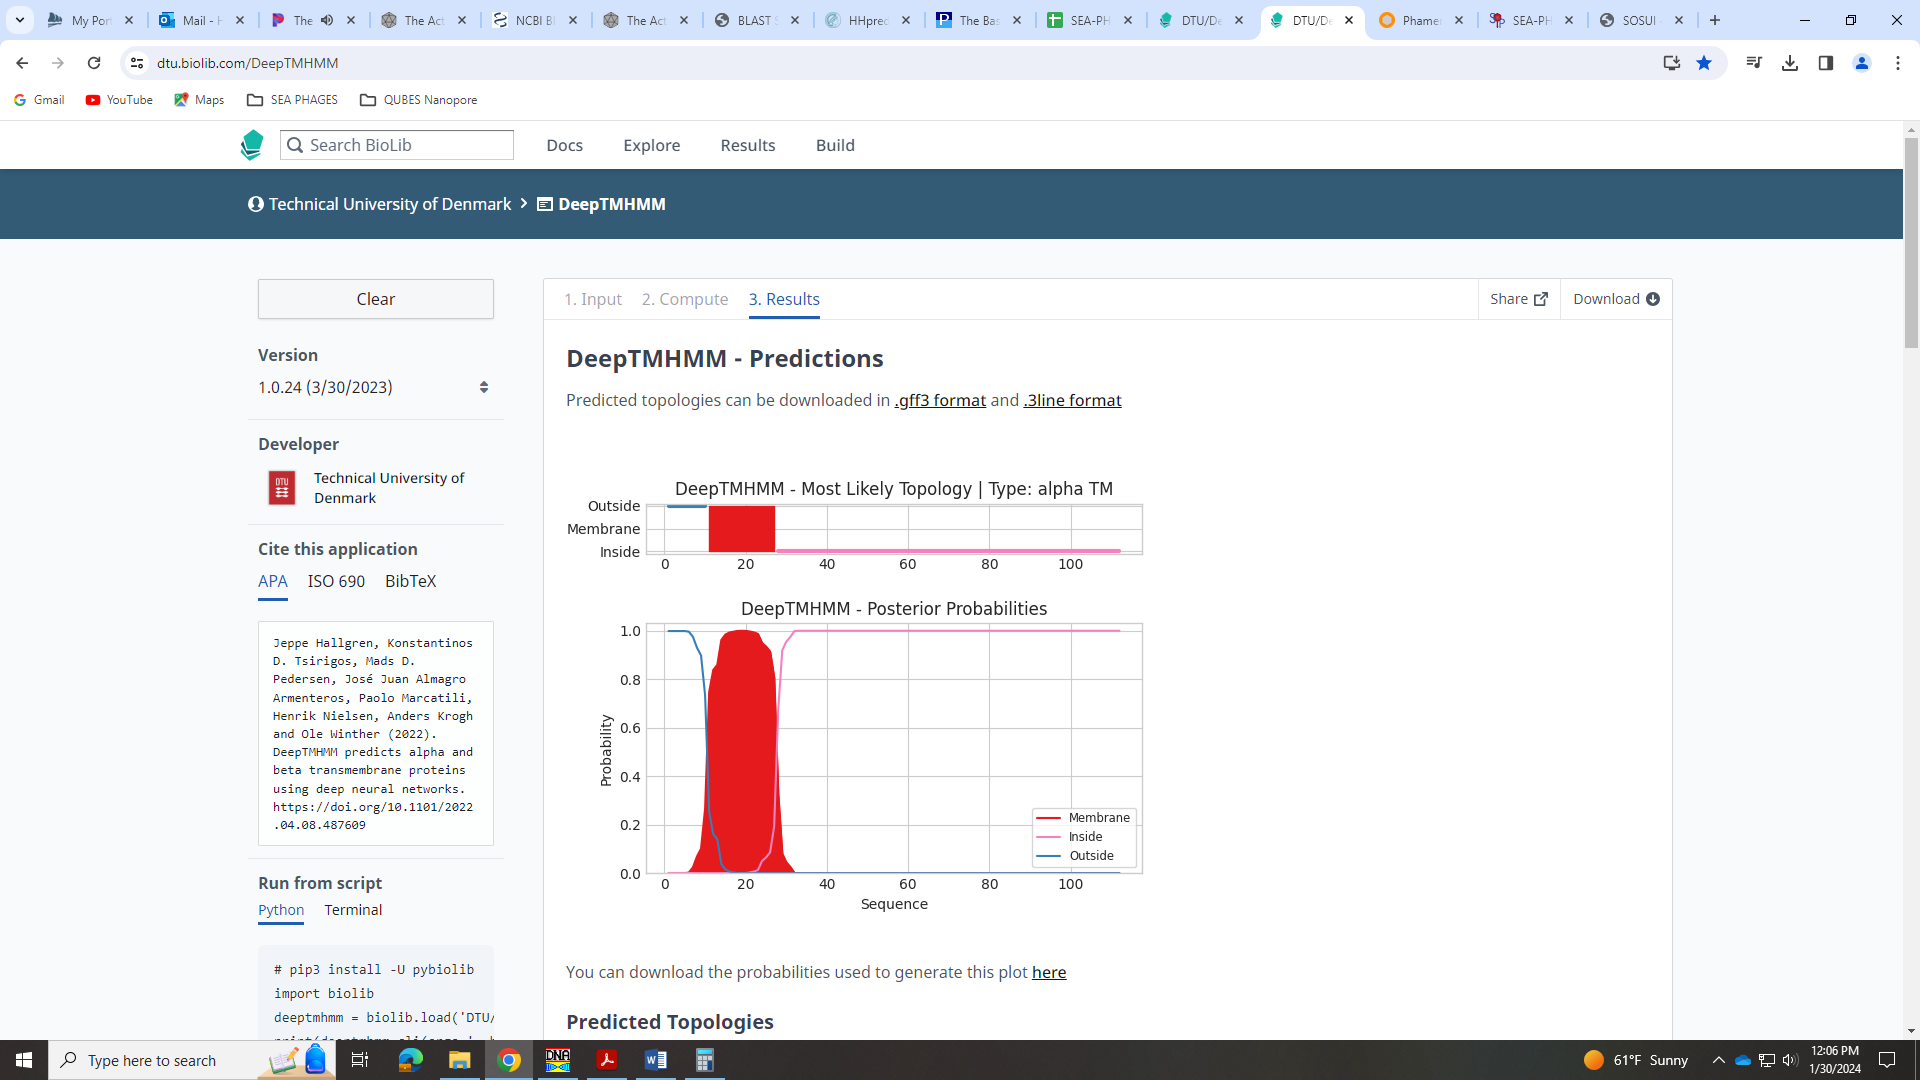 My Port
Mail - H
The
The Act
NCBI Bl
The Act
BLAST S
HHpred
The Bas
SEA-PH
DTU/De
DTU/De
Phamer
SEA-PH
SOSUI
dtu.biolib.com/DeepTMHMM
Gmail
YouTube
Maps
SEA PHAGES
QUBES Nanopore
Search BioLib
Docs
Explore
Results
Build
Technical University of Denmark > DeepTMHMM
Clear
1. Input
2. Compute
3. Results
Share
Download
Version
1.0.24 (3/30/2023)
Developer
DTU
Technical University of
Denmark
Cite this application
APA
ISO 690
BibTeX
Jeppe Hallgren, Konstantinos
D. Tsirigos, Mads D.
Pedersen, José Juan Almagro
Armenteros, Paolo Marcatili,
Henrik Nielsen, Anders Krogh
and Ole Winther (2022).
DeepTMHMM predicts alpha and
beta transmembrane proteins
using deep neural networks.
https://doi.org/10.1101/2022
.04.08.487609
Run from script
Python
Terminal
# pip3 install -U pybiolib
import biolib
deeptmhmm = biolib.load('DTU/
DeepTMHMM - Predictions
Predicted topologies can be downloaded in .gff3 format and .3line format
DeepTMHMM - Most Likely Topology | Type: alpha TM
Outside
Membrane
Inside
0 20 40 60 80 100
DeepTMHMM - Posterior Probabilities
1.0
0.8
0.6
0.4
0.2
0.0
Probability
Membrane
Inside
Outside
0 20 40 60 80 100
Sequence
You can download the probabilities used to generate this plot here
Predicted Topologies
Type here to search
DNA
61°F Sunny
12:06 PM
1/30/2024